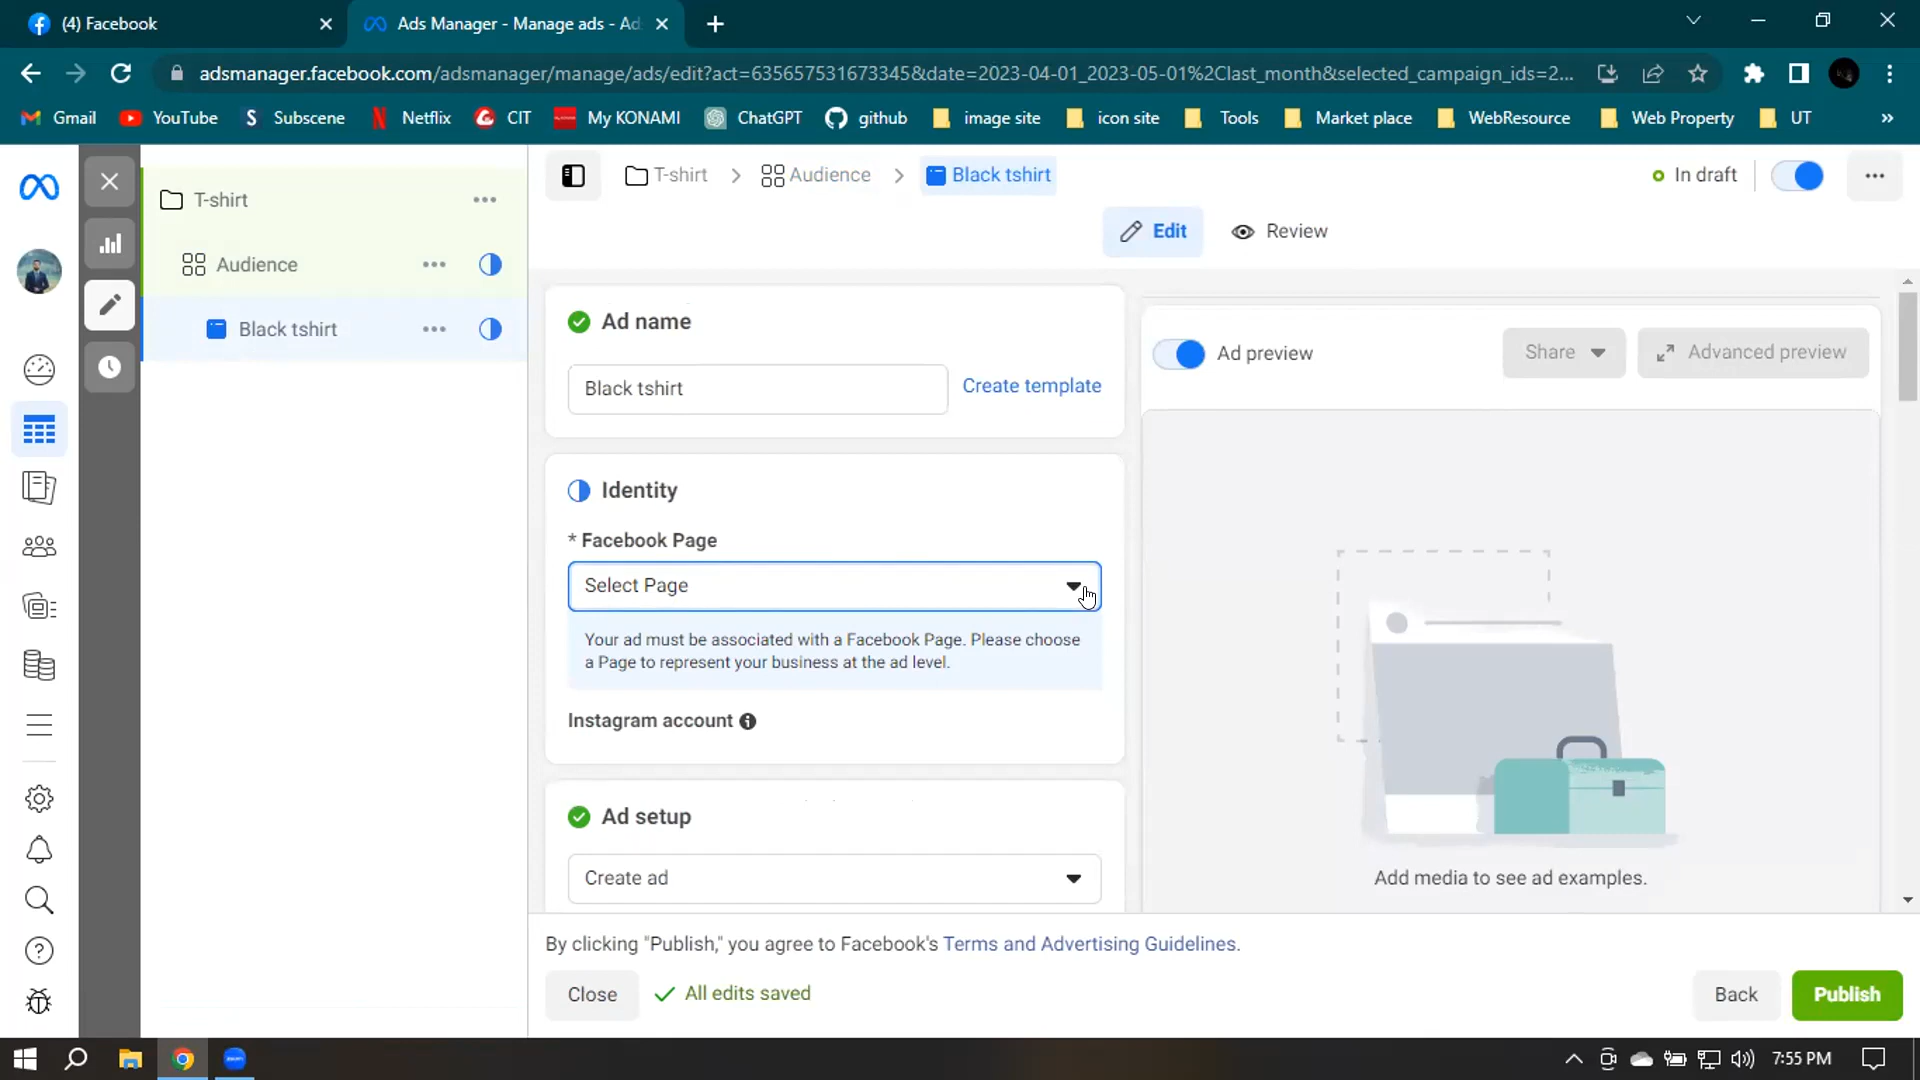 (4) Facebook
Ads Manager - Manage ads - Ad
adsmanager.facebook.com/adsmanager/manage/ads/edit?act=635657531673345&date=2023-04-01_2023-05-01%2Clast_month&selected_campaign_ids=2...
Gmail YouTube Subscene Netflix CIT My KONAMI ChatGPT github image site icon site Tools Market place WebResource Web Property UT »
T-shirt
Audience
Black tshirt
T-shirt Audience Black tshirt
In draft
Edit Review
Ad name
Black tshirt
Create template
Identity
* Facebook Page
Select Page
Your ad must be associated with a Facebook Page. Please choose
a Page to represent your business at the ad level.
Instagram account
Ad setup
Create ad
Ad preview
Share
Advanced preview
Add media to see ad examples.
By clicking "Publish," you agree to Facebook's Terms and Advertising Guidelines.
Close
All edits saved
Back
Publish
zoom
7:55 PM